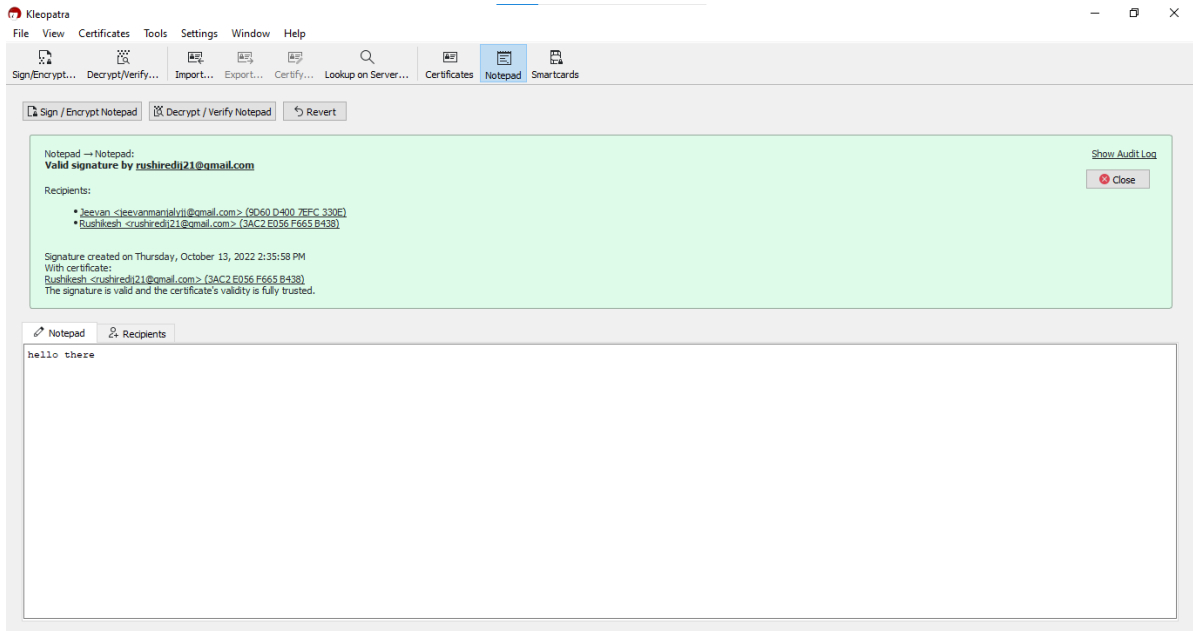 Kleopatra
File View Certificates Tools Settings Window Help
Sign/Encrypt... Decrypt/Verify... Import... Export... Certify... Lookup on Server... Certificates Notepad Smartcards
Sign / Encrypt Notepad Decrypt / Verify Notepad Revert
Notepad → Notepad: Show Audit Log
Valid signature by rushiredij21@gmail.com
Close
Recipients:
• Jeevan <jeevanmanjalyjj@gmail.com> (9D60 D400 7EFC 330E)
• Rushikesh <rushiredij21@gmail.com> (3AC2 E056 F665 B438)
Signature created on Thursday, October 13, 2022 2:35:58 PM
With certificate:
Rushikesh <rushiredij21@gmail.com> (3AC2 E056 F665 B438)
The signature is valid and the certificate's validity is fully trusted.
Notepad Recipients
hello there